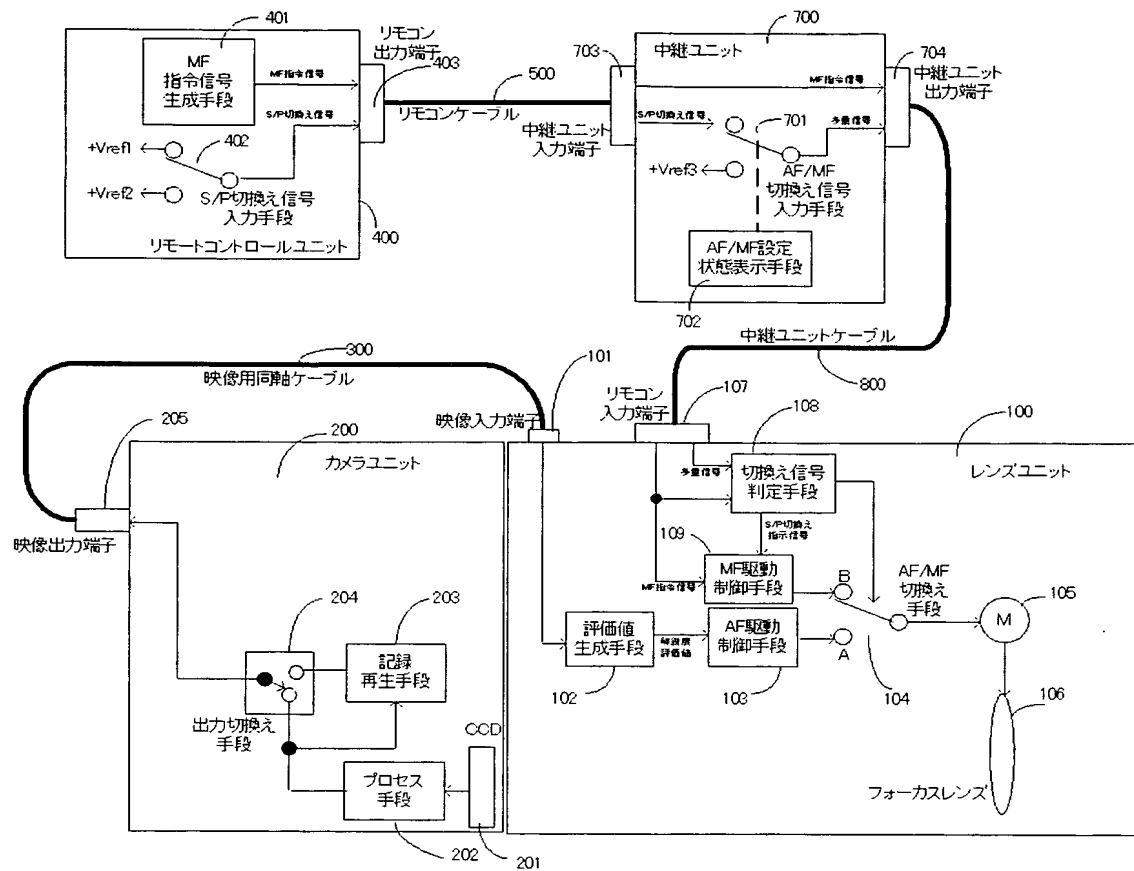 401
MF
指令信号
生成手段
MF指令信号
S/P切換え信号
リモコン
出力端子
403
+Vref1
402
+Vref2
S/P切換え信号
入力手段
リモートコントロールユニット
400
500
リモコンケーブル
700
中継ユニット
703
中継ユニット
入力端子
MF指令信号
S/P切換え信号
701
多重信号
+Vref3
AF/MF
切換え信号
入力手段
AF/MF設定
状態表示手段
702
704
中継ユニット
出力端子
中継ユニットケーブル
800
300
映像用同軸ケーブル
101
映像入力端子
リモコン
入力端子
107
108
100
レンズユニット
205
映像出力端子
200
カメラユニット
多重信号
切換え信号
判定手段
S/P切換え
指示信号
109
MF指令信号
MF駆動
制御手段
B
AF/MF
切換え
手段
105
M
評価値
生成手段
102
解像度
評価値
AF駆動
制御手段
103
A
104
106
フォーカスレンズ
204
203
記録
再生手段
出力切換え
手段
CCD
プロセス
手段
202
201